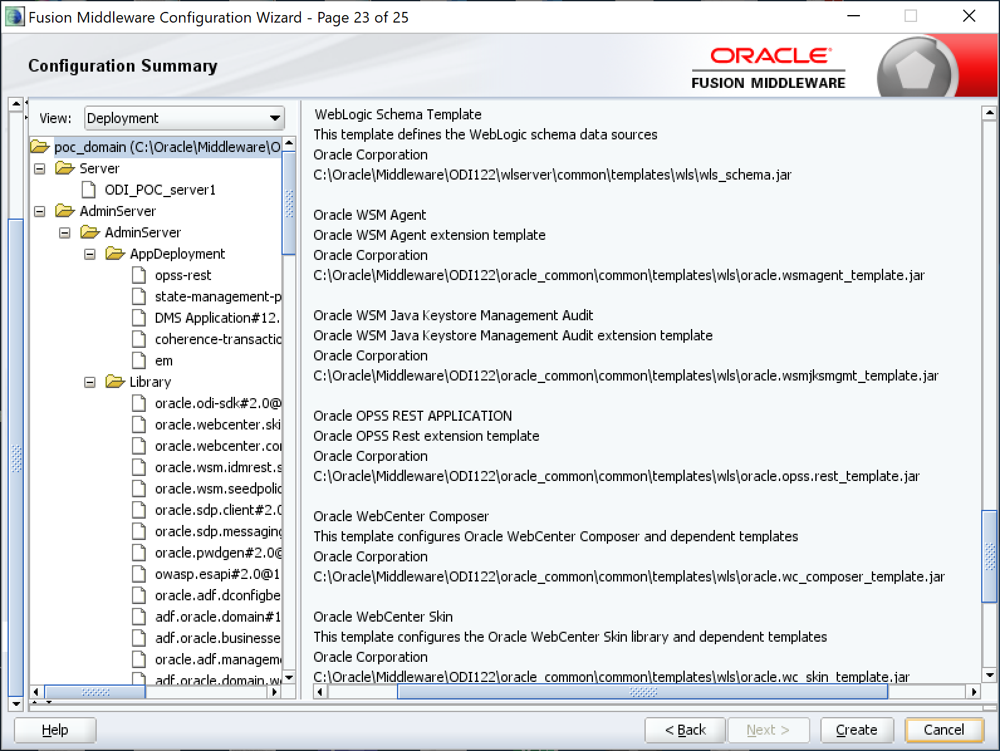 Fusion Middleware Configuration Wizard - Page 23 of 25
Configuration Summary
ORACLE
FUSION MIDDLEWARE
View: Deployment
poc_domain (C:\Oracle\Middleware\O
Server
ODI_POC_server1
AdminServer
AdminServer
AppDeployment
opss-rest
state-management-p
DMS Application#12.
coherence-transactio
em
Library
oracle.odi-sdk#2.0@
oracle.webcenter.ski
oracle.webcenter.co
oracle.wsm.idmrest.s
oracle.wsm.seedpolic
oracle.sdp.client#2.0
oracle.sdp.messaging
oracle.pwdgen#2.0@
owasp.esapi#2.0@1
oracle.adf.dconfigbe
adf.oracle.domain#1
adf.oracle.businesse
oracle.adf.managem
adf.oracle.domain.w
WebLogic Schema Template
This template defines the WebLogic schema data sources
Oracle Corporation
C:\Oracle\Middleware\ODI122\wlserver\common\templates\wls\wls_schema.jar
Oracle WSM Agent
Oracle WSM Agent extension template
Oracle Corporation
C:\Oracle\Middleware\ODI122\oracle_common\common\templates\wls\oracle.wsmagent_template.jar
Oracle WSM Java Keystore Management Audit
Oracle WSM Java Keystore Management Audit extension template
Oracle Corporation
C:\Oracle\Middleware\ODI122\oracle_common\common\templates\wls\oracle.wsmjksmgmt_template.jar
Oracle OPSS REST APPLICATION
Oracle OPSS Rest extension template
Oracle Corporation
C:\Oracle\Middleware\ODI122\oracle_common\common\templates\wls\oracle.opss.rest_template.jar
Oracle WebCenter Composer
This template configures Oracle WebCenter Composer and dependent templates
Oracle Corporation
C:\Oracle\Middleware\ODI122\oracle_common\common\templates\wls\oracle.wc_composer_template.jar
Oracle WebCenter Skin
This template configures the Oracle WebCenter Skin library and dependent templates
Oracle Corporation
C:\Oracle\Middleware\ODI122\oracle_common\common\templates\wls\oracle.wc_skin_template.jar
Help
< Back
Next >
Create
Cancel